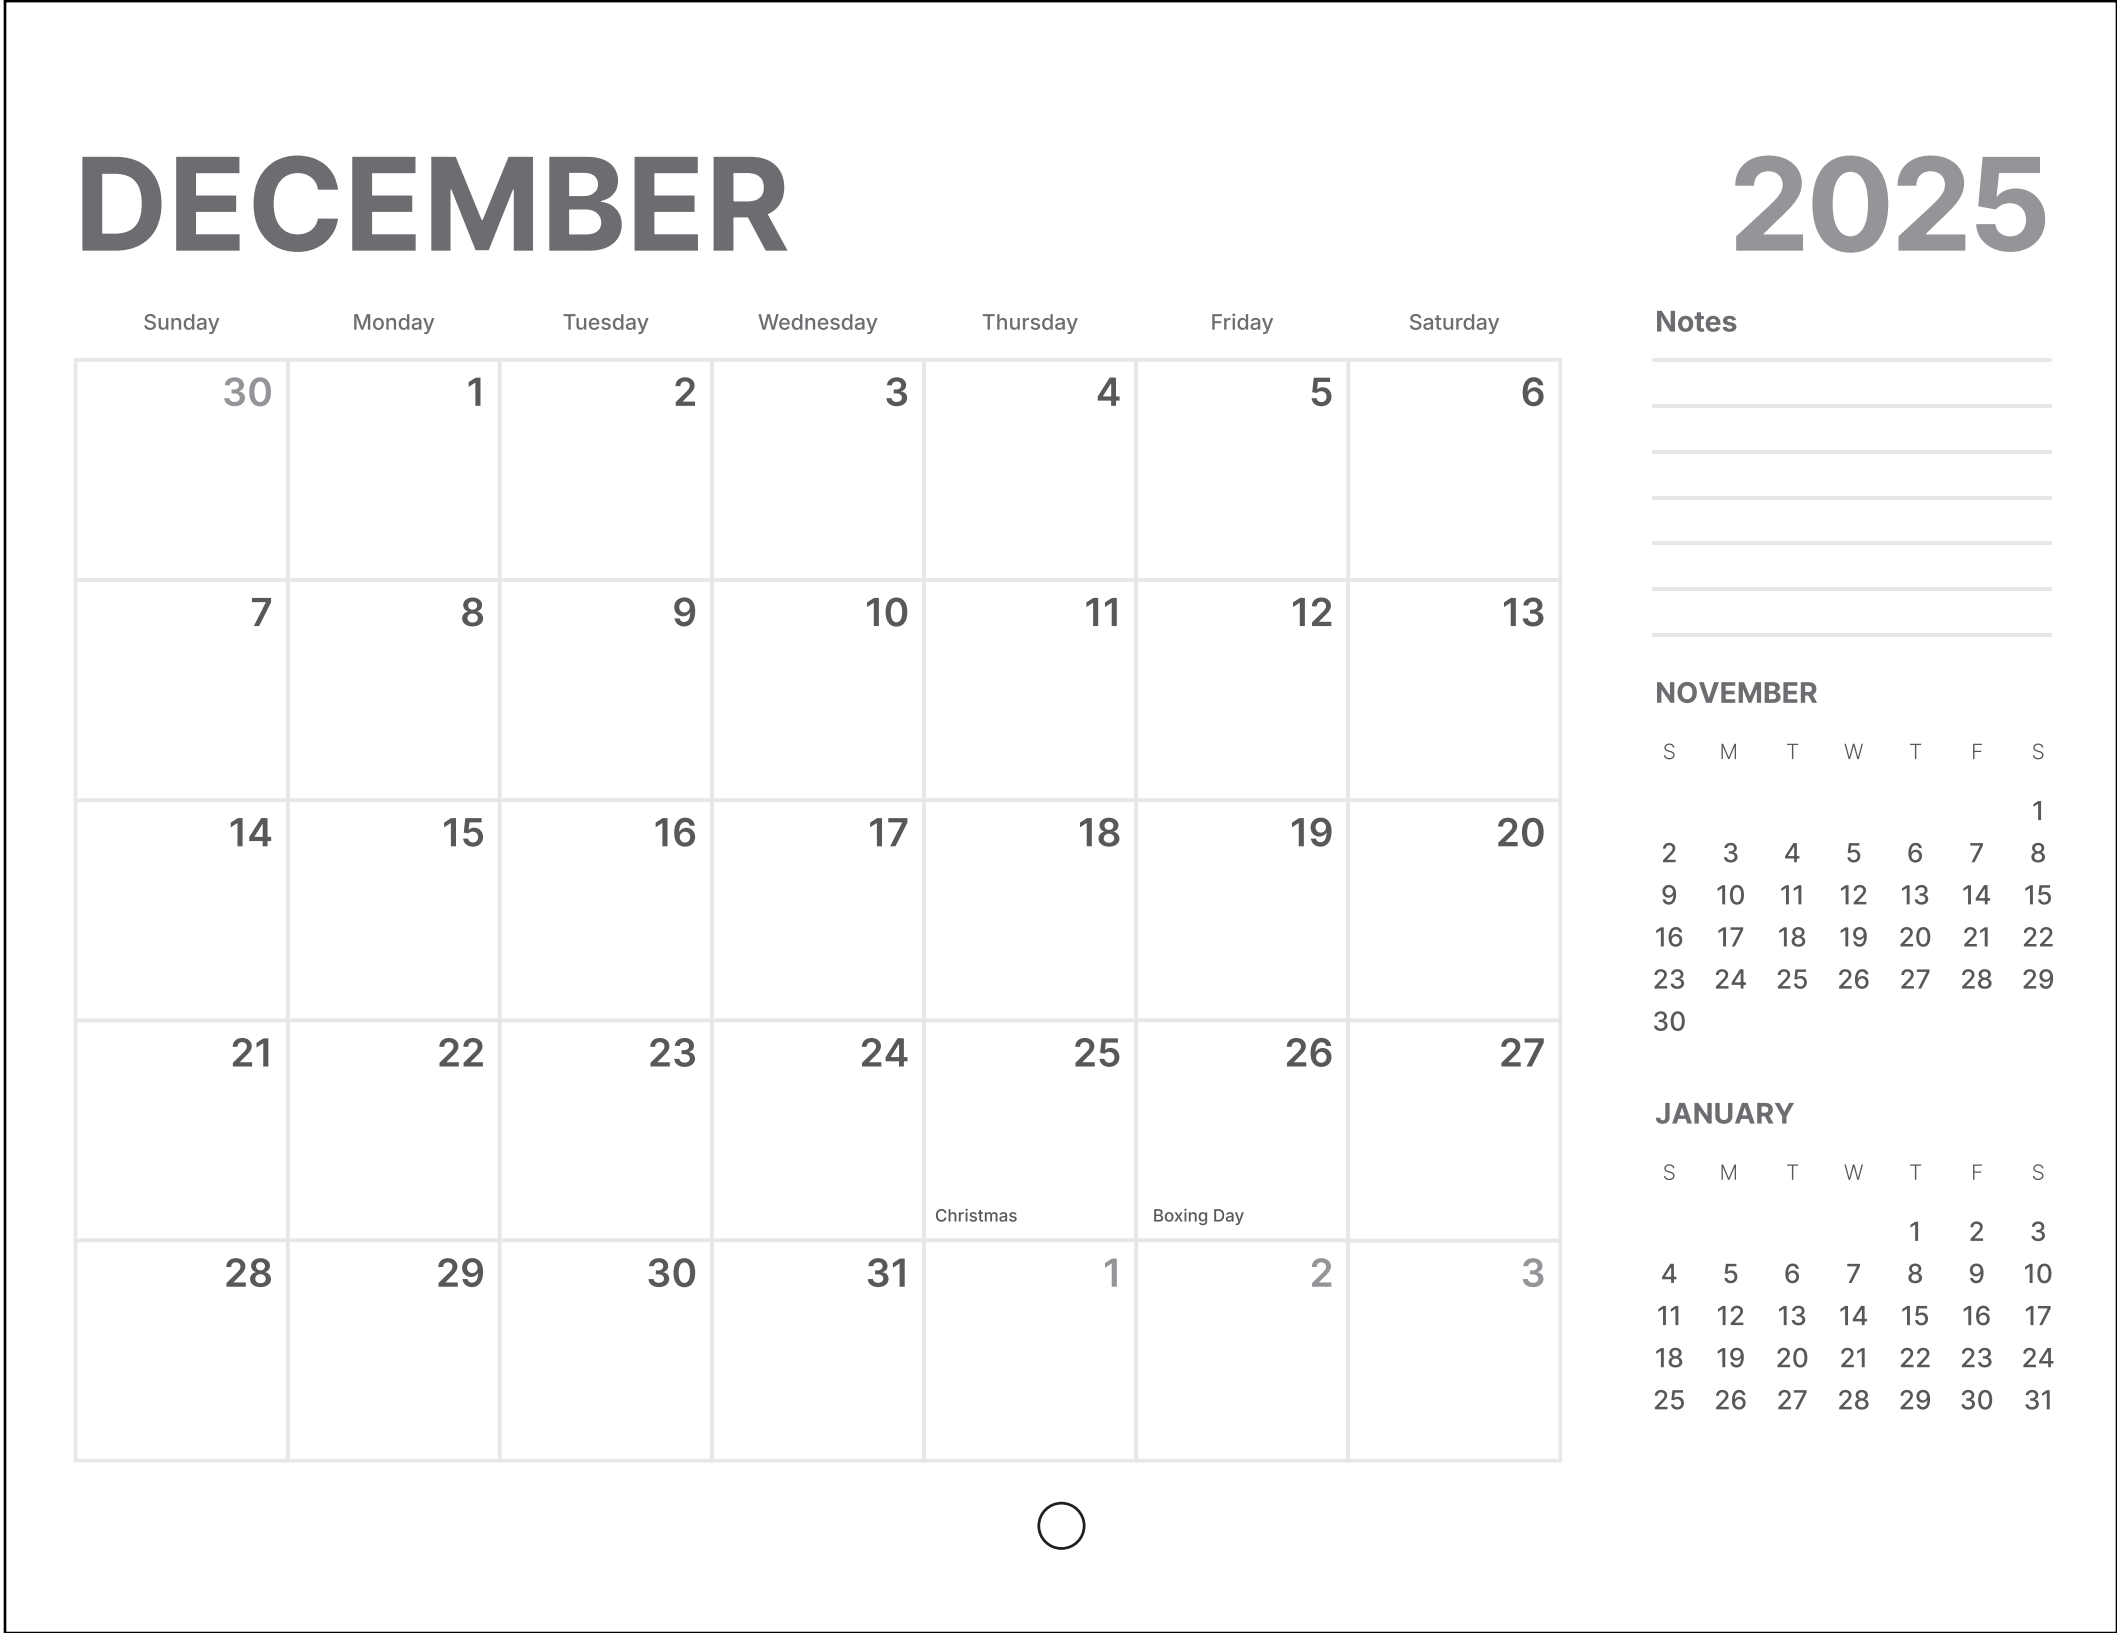 DECEMBER 2025
Sunday Monday Tuesday Wednesday Thursday Friday Saturday
30 1 2 3 4 5 6
7 8 9 10 11 12 13
14 15 16 17 18 19 20
21 22 23 24 25 26 27
Christmas Boxing Day
28 29 30 31 1 2 3
Notes
NOVEMBER
S M T W T F S
1
2 3 4 5 6 7 8
9 10 11 12 13 14 15
16 17 18 19 20 21 22
23 24 25 26 27 28 29
30
JANUARY
S M T W T F S
1 2 3
4 5 6 7 8 9 10
11 12 13 14 15 16 17
18 19 20 21 22 23 24
25 26 27 28 29 30 31